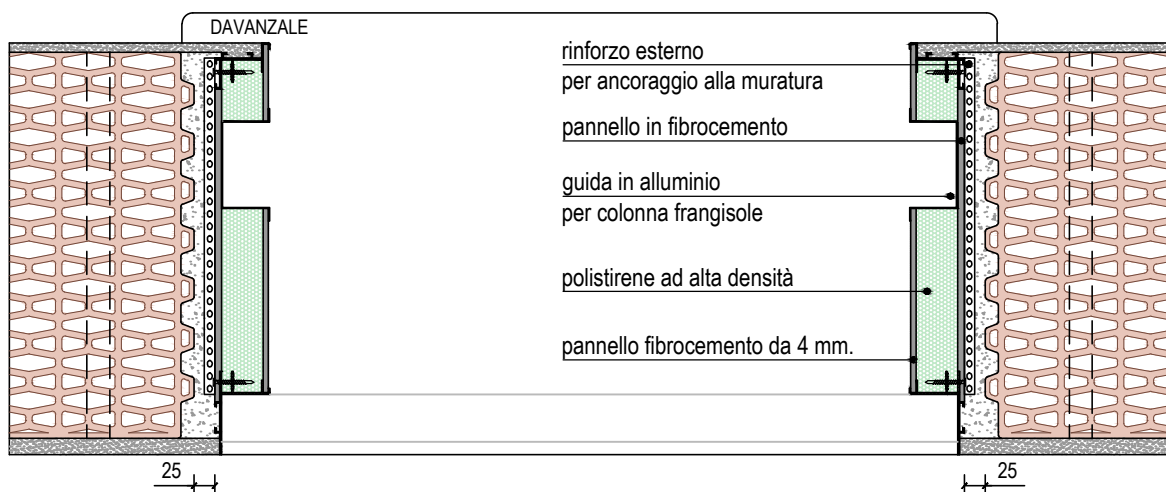 DAVANZALE
rinforzo esterno
per ancoraggio alla muratura
pannello in fibrocemento
guida in alluminio
per colonna frangisole
polistirene ad alta densità
pannello fibrocemento da 4 mm.
25
25